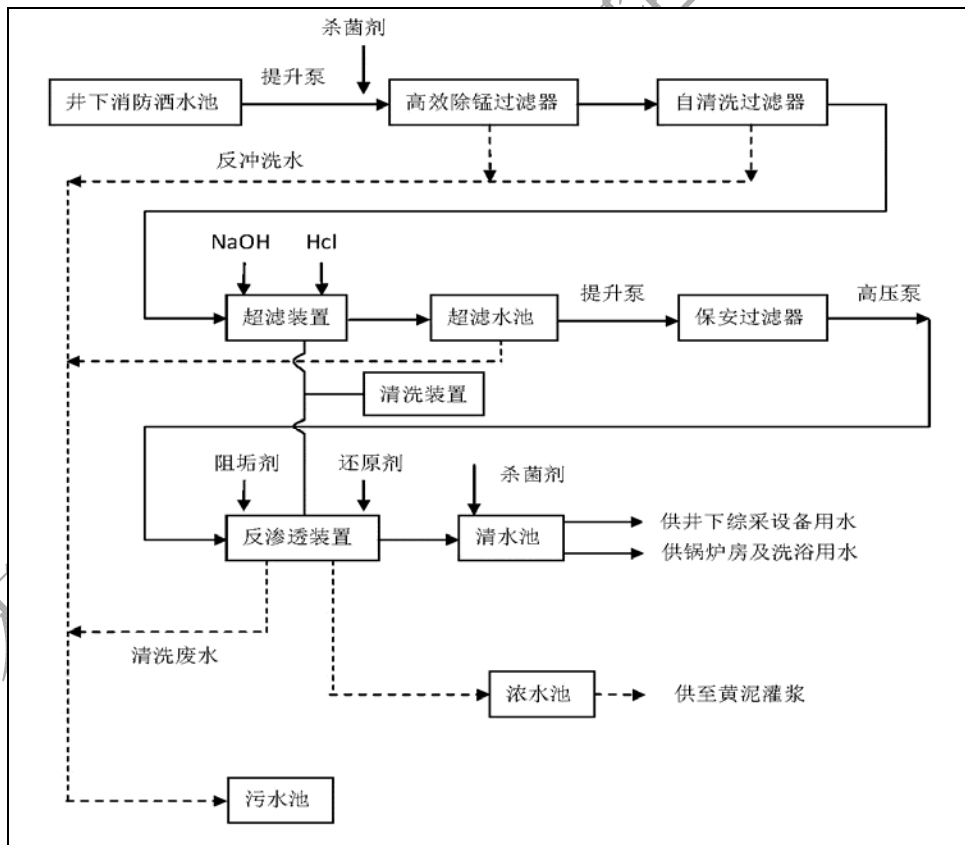 杀菌剂
提升泵
井下消防洒水池
高效除锰过滤器
自清洗过滤器
反冲洗水
NaOH
Hcl
提升泵
高压泵
超滤装置
超滤水池
保安过滤器
清洗装置
阻垢剂
还原剂
杀菌剂
反渗透装置
清水池
供井下综采设备用水
供锅炉房及洗浴用水
清洗废水
浓水池
供至黄泥灌浆
污水池